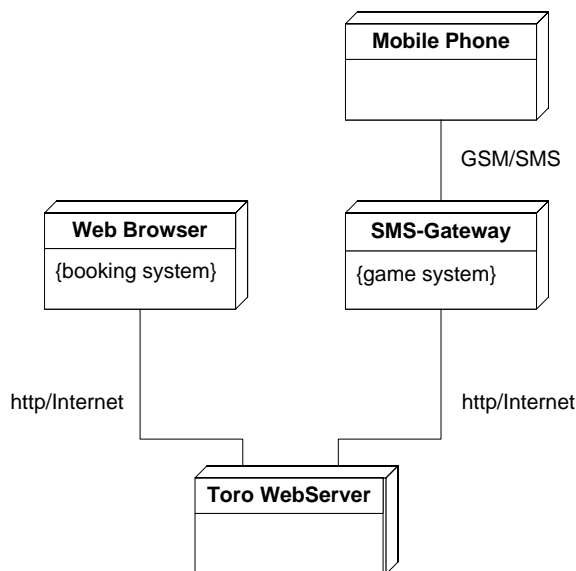 Mobile Phone
GSM/SMS
Web Browser
{booking system}
SMS-Gateway
{game system}
http/Internet
http/Internet
Toro WebServer